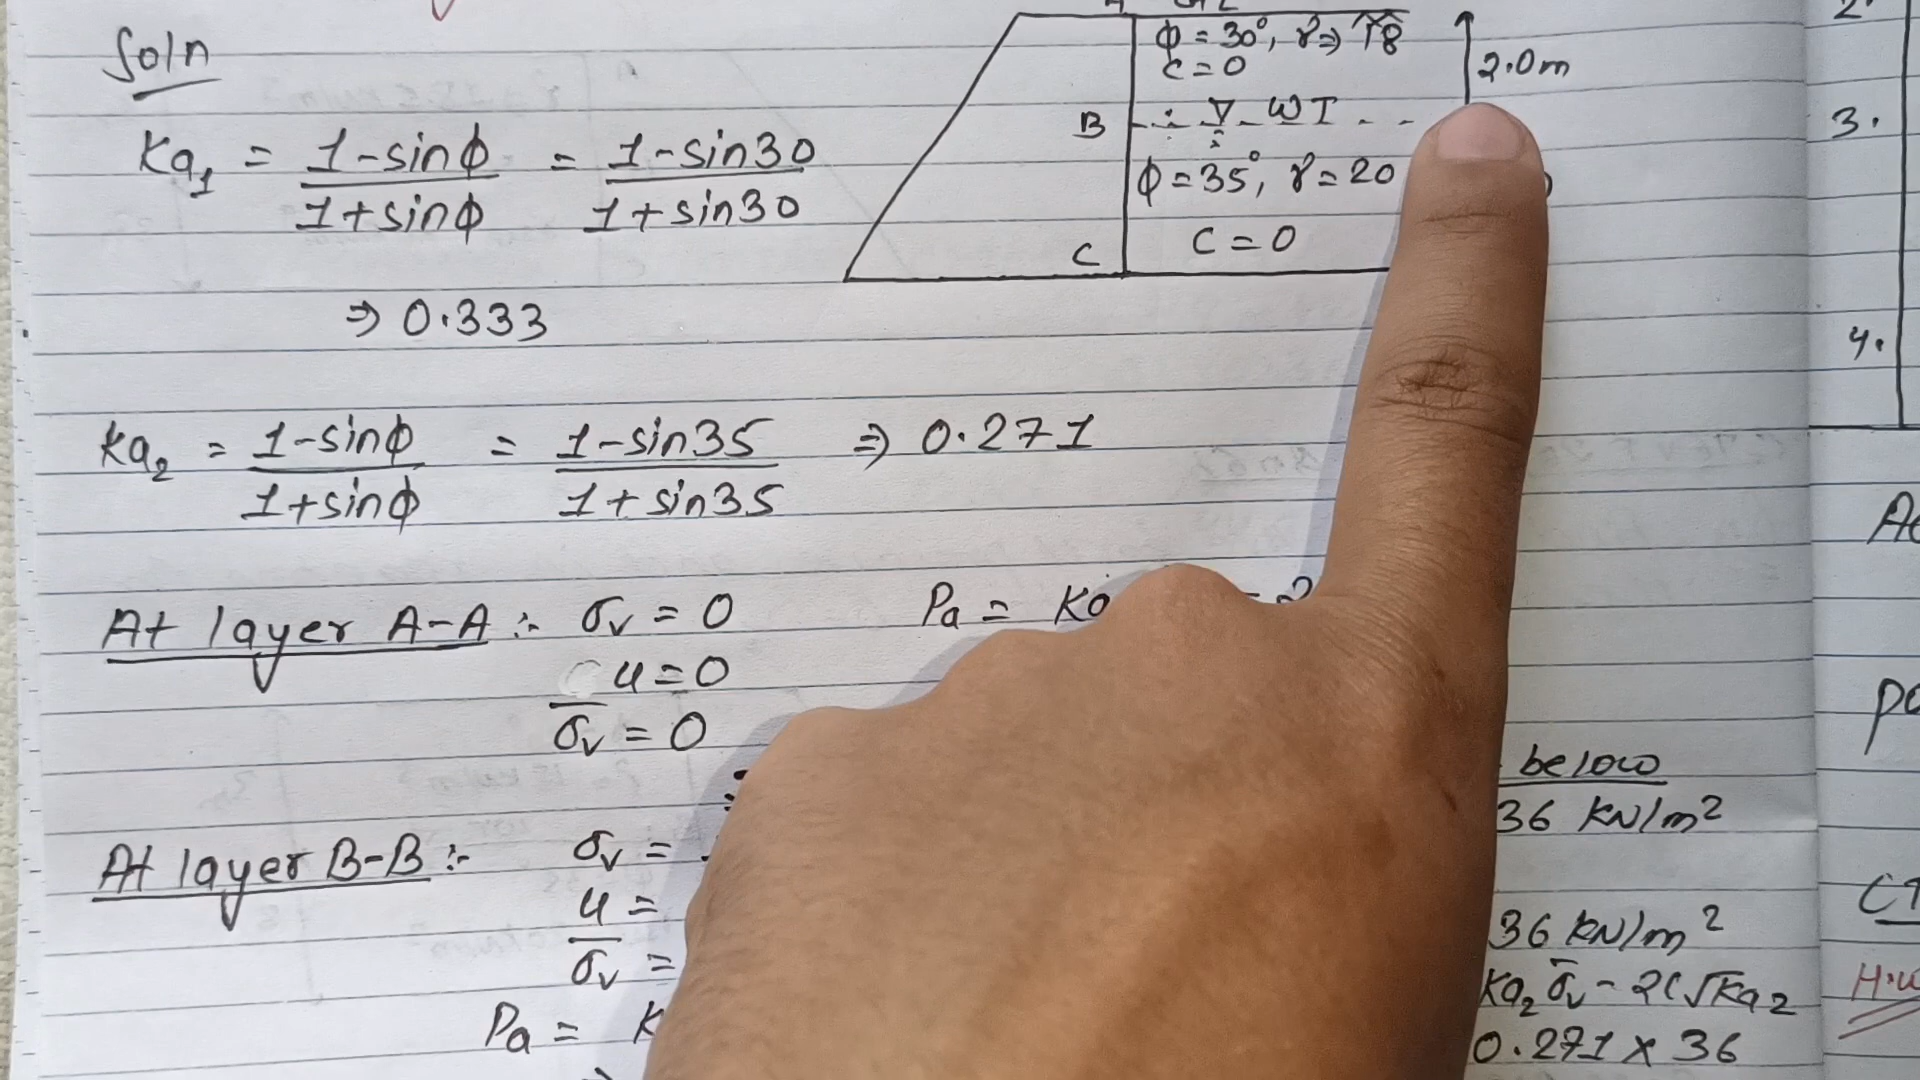 Soln
Ka1 = 1-sinϕ / 1+sinϕ = 1-sin30 / 1+sin30
⇒ 0.333
ϕ = 30°, γ ⇒ 18
C = 0
2.0m
B ∇ WT
ϕ = 35°, γ = 20
C = 0
C
Ka2 = 1-sinϕ / 1+sinϕ = 1-sin35 / 1+sin35 ⇒ 0.271
At layer A-A :- σv = 0
u = 0
σ̄v = 0
Pa = Ka
At layer B-B :- σv =
u =
σ̄v =
Pa = K
below
36 KN/m²
36 KN/m²
Ka2 σ̄v - 2C√Ka2
0.271 × 36
2.
3.
4.
H.W